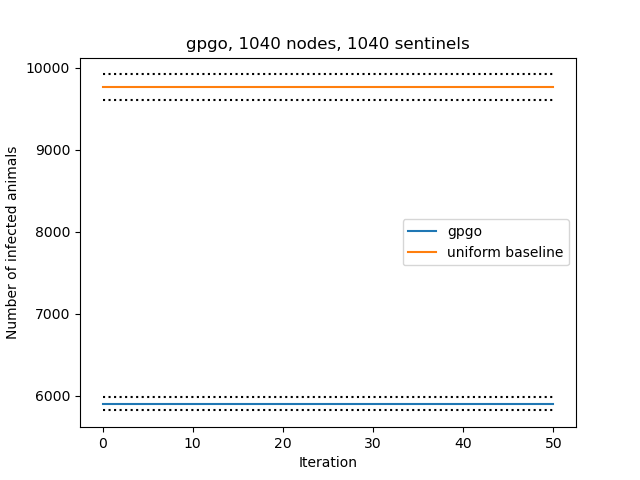 gpgo, 1040 nodes, 1040 sentinels
10000
9000
8000
7000
6000
Number of infected animals
gpgo
uniform baseline
0 10 20 30 40 50
Iteration